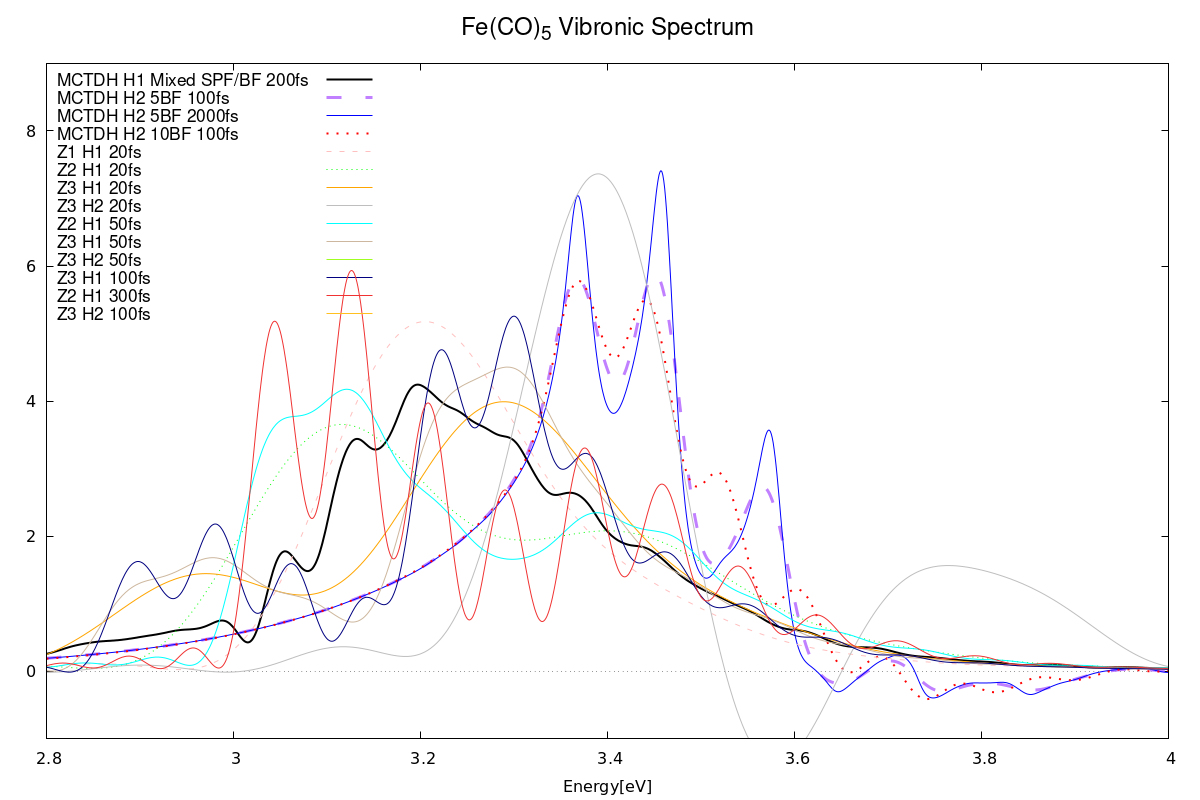 Fe(CO)5 Vibronic Spectrum
MCTDH H1 Mixed SPF/BF 200fs
MCTDH H2 5BF 100fs
MCTDH H2 5BF 2000fs
MCTDH H2 10BF 100fs
Z1 H1 20fs
Z2 H1 20fs
Z3 H1 20fs
Z3 H2 20fs
Z2 H1 50fs
Z3 H1 50fs
Z3 H2 50fs
Z3 H1 100fs
Z2 H1 300fs
Z3 H2 100fs
8
6
4
2
0
2.8 3 3.2 3.4 3.6 3.8 4
Energy[eV]